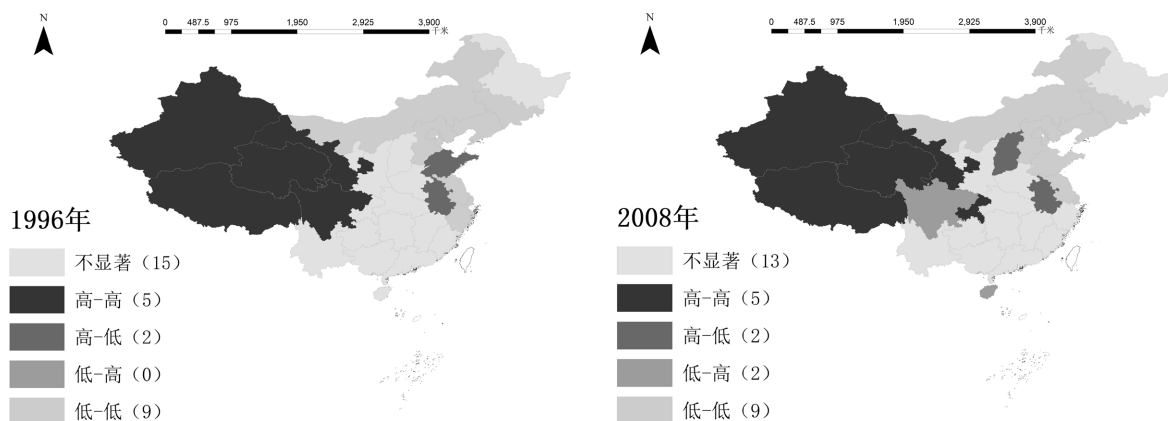 N
0 487.5 975 1,950 2,925 3,900
千米
1996年
不显著（15）
高-高（5）
高-低（2）
低-高（0）
低-低（9）
N
0 487.5 975 1,950 2,925 3,900
千米
2008年
不显著（13）
高-高（5）
高-低（2）
低-高（2）
低-低（9）